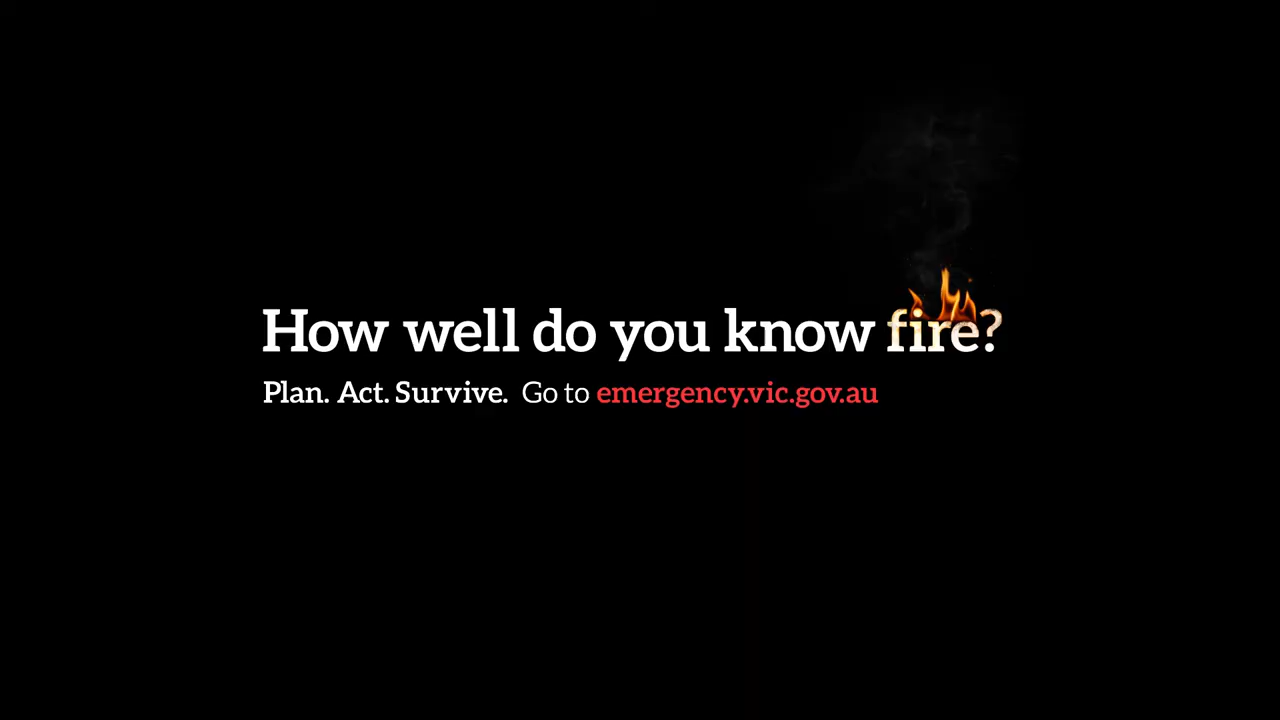 How well do you know fire?
Plan. Act. Survive. Go to emergency.vic.gov.au